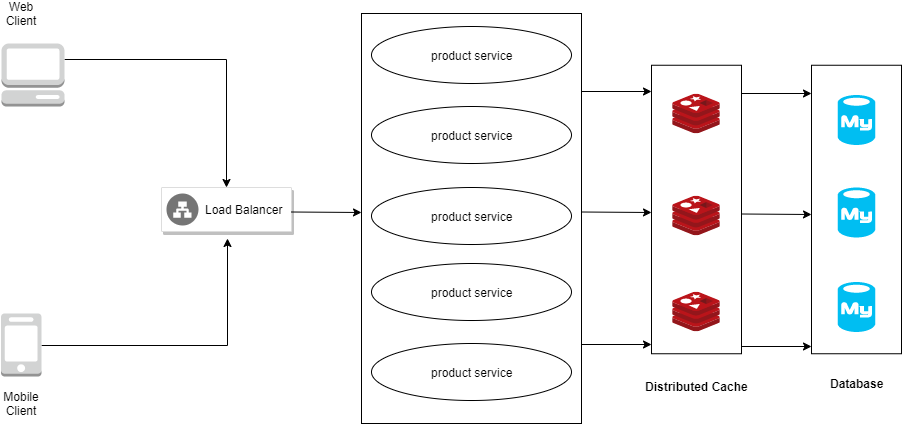 Web
Client
product service
product service
Load Balancer
product service
product service
product service
Mobile
Client
My
My
My
Distributed Cache
Database